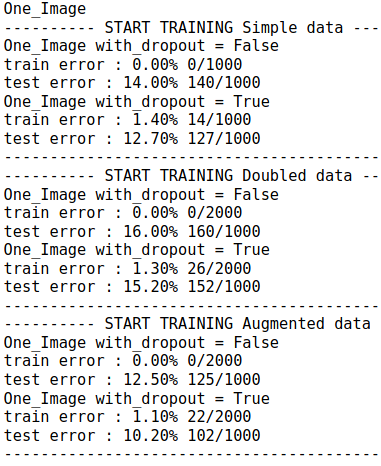 One_Image
---------- START TRAINING Simple data ---
One_Image with_dropout = False
train error : 0.00% 0/1000
test error : 14.00% 140/1000
One_Image with_dropout = True
train error : 1.40% 14/1000
test error : 12.70% 127/1000
-----------------------------------------
---------- START TRAINING Doubled data --
One_Image with_dropout = False
train error : 0.00% 0/2000
test error : 16.00% 160/1000
One_Image with_dropout = True
train error : 1.30% 26/2000
test error : 15.20% 152/1000
-----------------------------------------
---------- START TRAINING Augmented data
One_Image with_dropout = False
train error : 0.00% 0/2000
test error : 12.50% 125/1000
One_Image with_dropout = True
train error : 1.10% 22/2000
test error : 10.20% 102/1000
-----------------------------------------